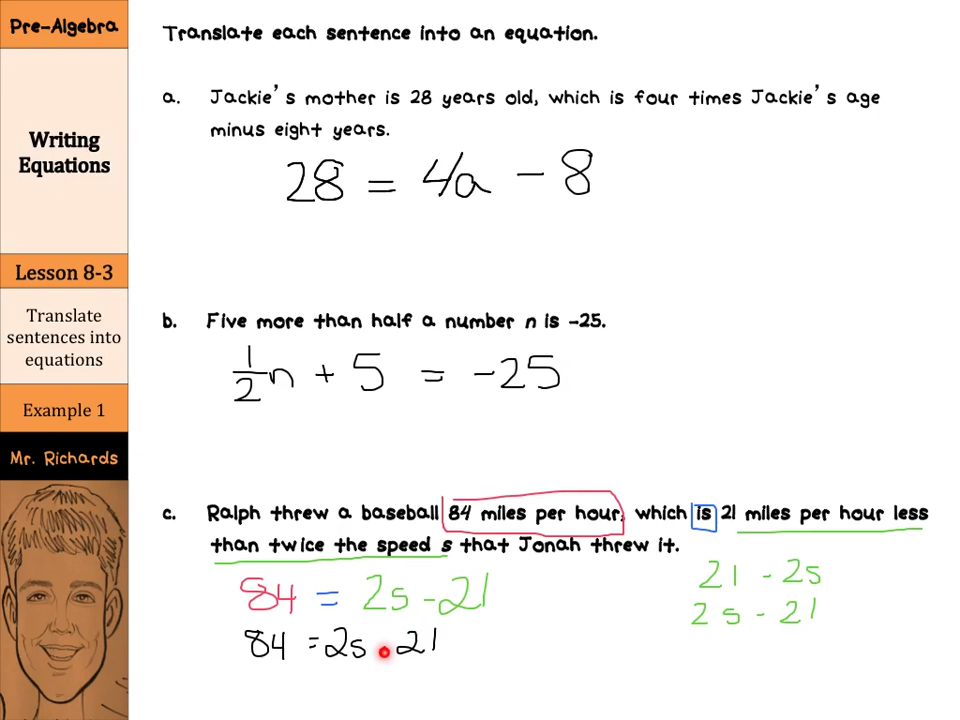 Pre-Algebra
Writing
Equations
Lesson 8-3
Translate
sentences into
equations
Example 1
Mr. Richards
Translate each sentence into an equation.
a. Jackie's mother is 28 years old, which is four times Jackie's age
minus eight years.
28 = 4a - 8
b. Five more than half a number n is -25.
1/2 n + 5 = -25
c. Ralph threw a baseball 84 miles per hour, which is 21 miles per hour less
than twice the speed s that Jonah threw it.
84 = 2s - 21
84 = 2s 21
21 - 2s
2s - 21